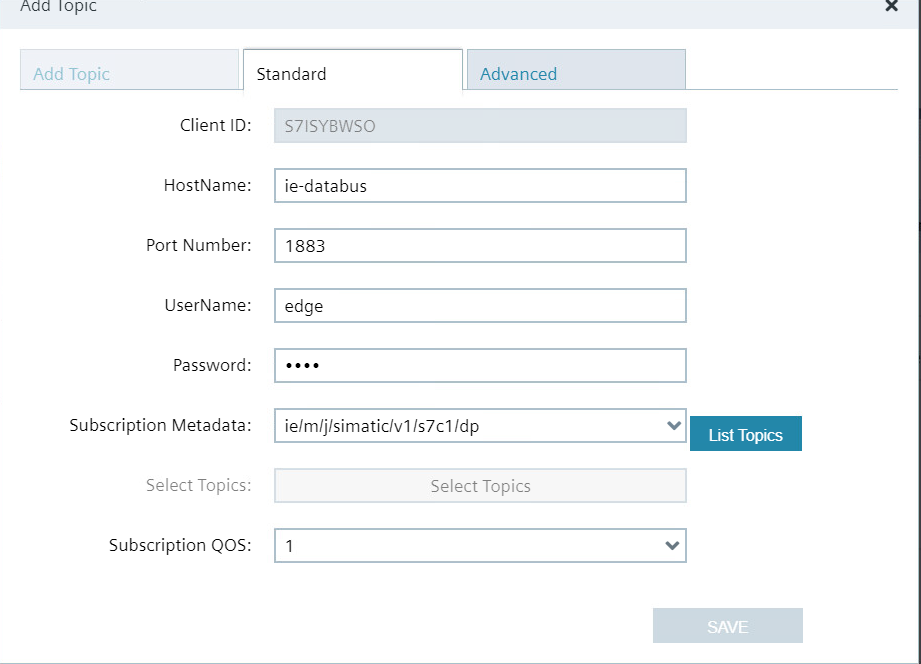 Add Topic
Add Topic Standard Advanced
Client ID: S7ISYBWSO
HostName: ie-databus
Port Number: 1883
UserName: edge
Password: ••••
Subscription Metadata: ie/m/j/simatic/v1/s7c1/dp List Topics
Select Topics: Select Topics
Subscription QOS: 1
SAVE